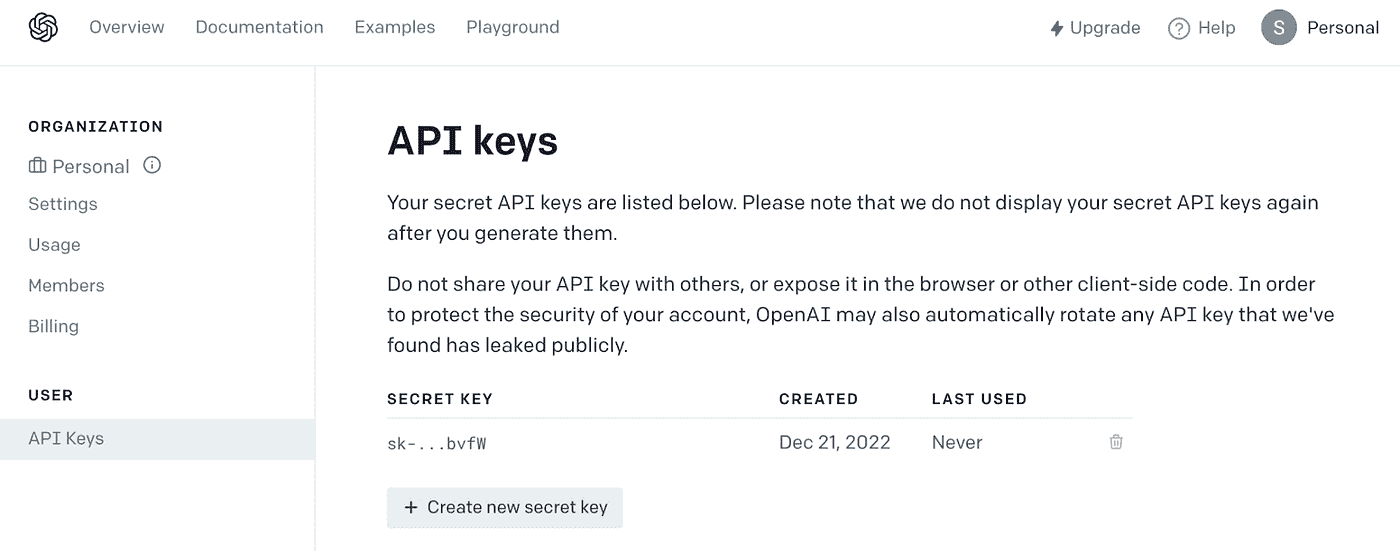 Overview Documentation Examples Playground Upgrade Help S Personal
ORGANIZATION
Personal
Settings
Usage
Members
Billing
USER
API Keys
API keys
Your secret API keys are listed below. Please note that we do not display your secret API keys again
after you generate them.
Do not share your API key with others, or expose it in the browser or other client-side code. In order
to protect the security of your account, OpenAI may also automatically rotate any API key that we've
found has leaked publicly.
SECRET KEY CREATED LAST USED
sk-...bvfW Dec 21, 2022 Never
+ Create new secret key